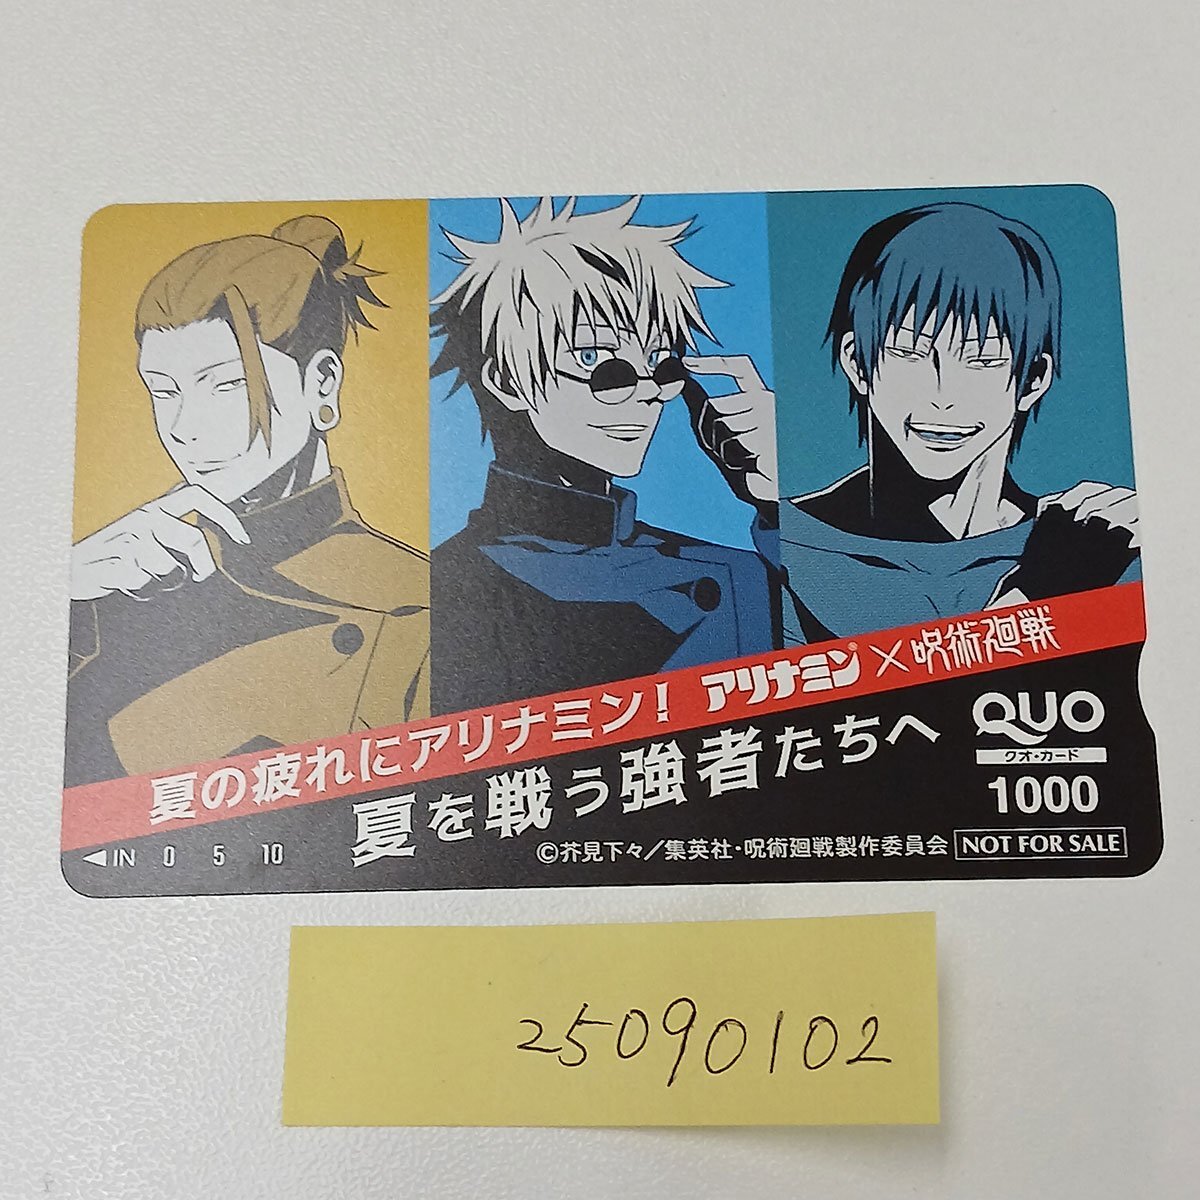 夏の疲れにアリナミン! アリナミン®×呪術廻戦
夏を戦う強者たちへ
QUO
クオ・カード
1000
◀IN 0 5 10
©芥見下々/集英社・呪術廻戦製作委員会 NOT FOR SALE
25090102